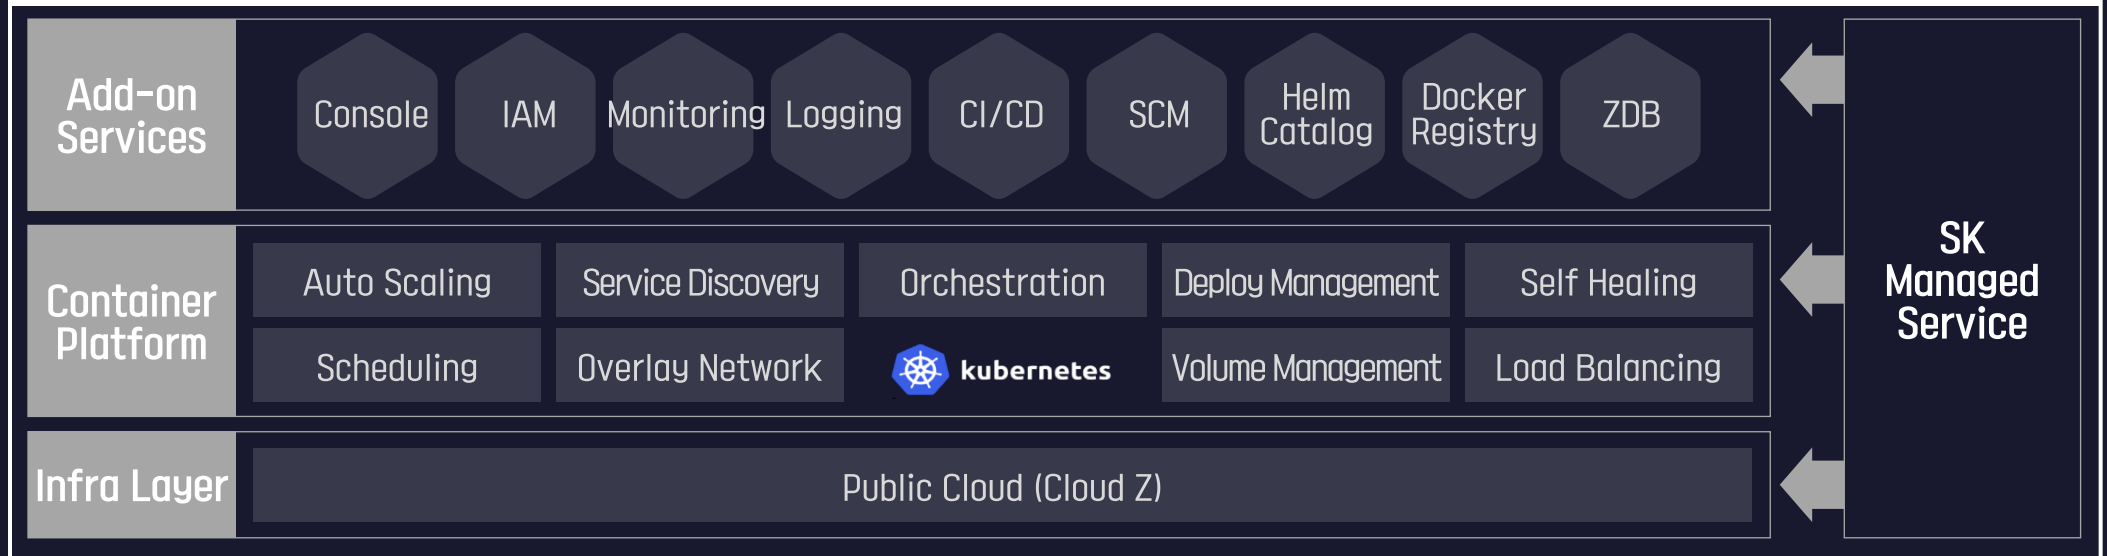 Add-on
Services
Console
IAM
Monitoring
Logging
CI/CD
SCM
Helm
Catalog
Docker
Registry
ZDB
Container
Platform
Auto Scaling
Service Discovery
Orchestration
Deploy Management
Self Healing
Scheduling
Overlay Network
kubernetes
Volume Management
Load Balancing
Infra Layer
Public Cloud (Cloud Z)
SK
Managed
Service